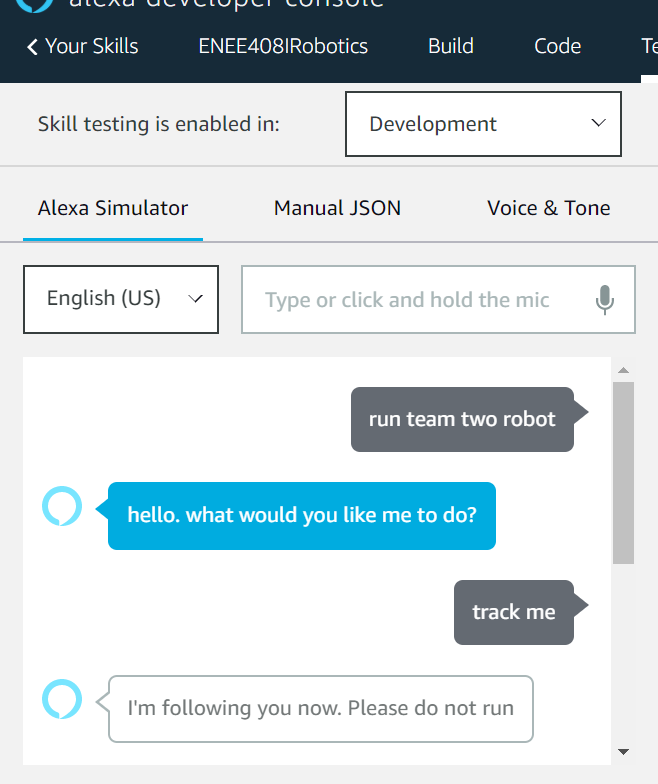 alexa developer console
Your Skills ENEE408IRobotics Build Code Te
Skill testing is enabled in: Development
Alexa Simulator Manual JSON Voice & Tone
English (US) Type or click and hold the mic
run team two robot
hello. what would you like me to do?
track me
I'm following you now. Please do not run